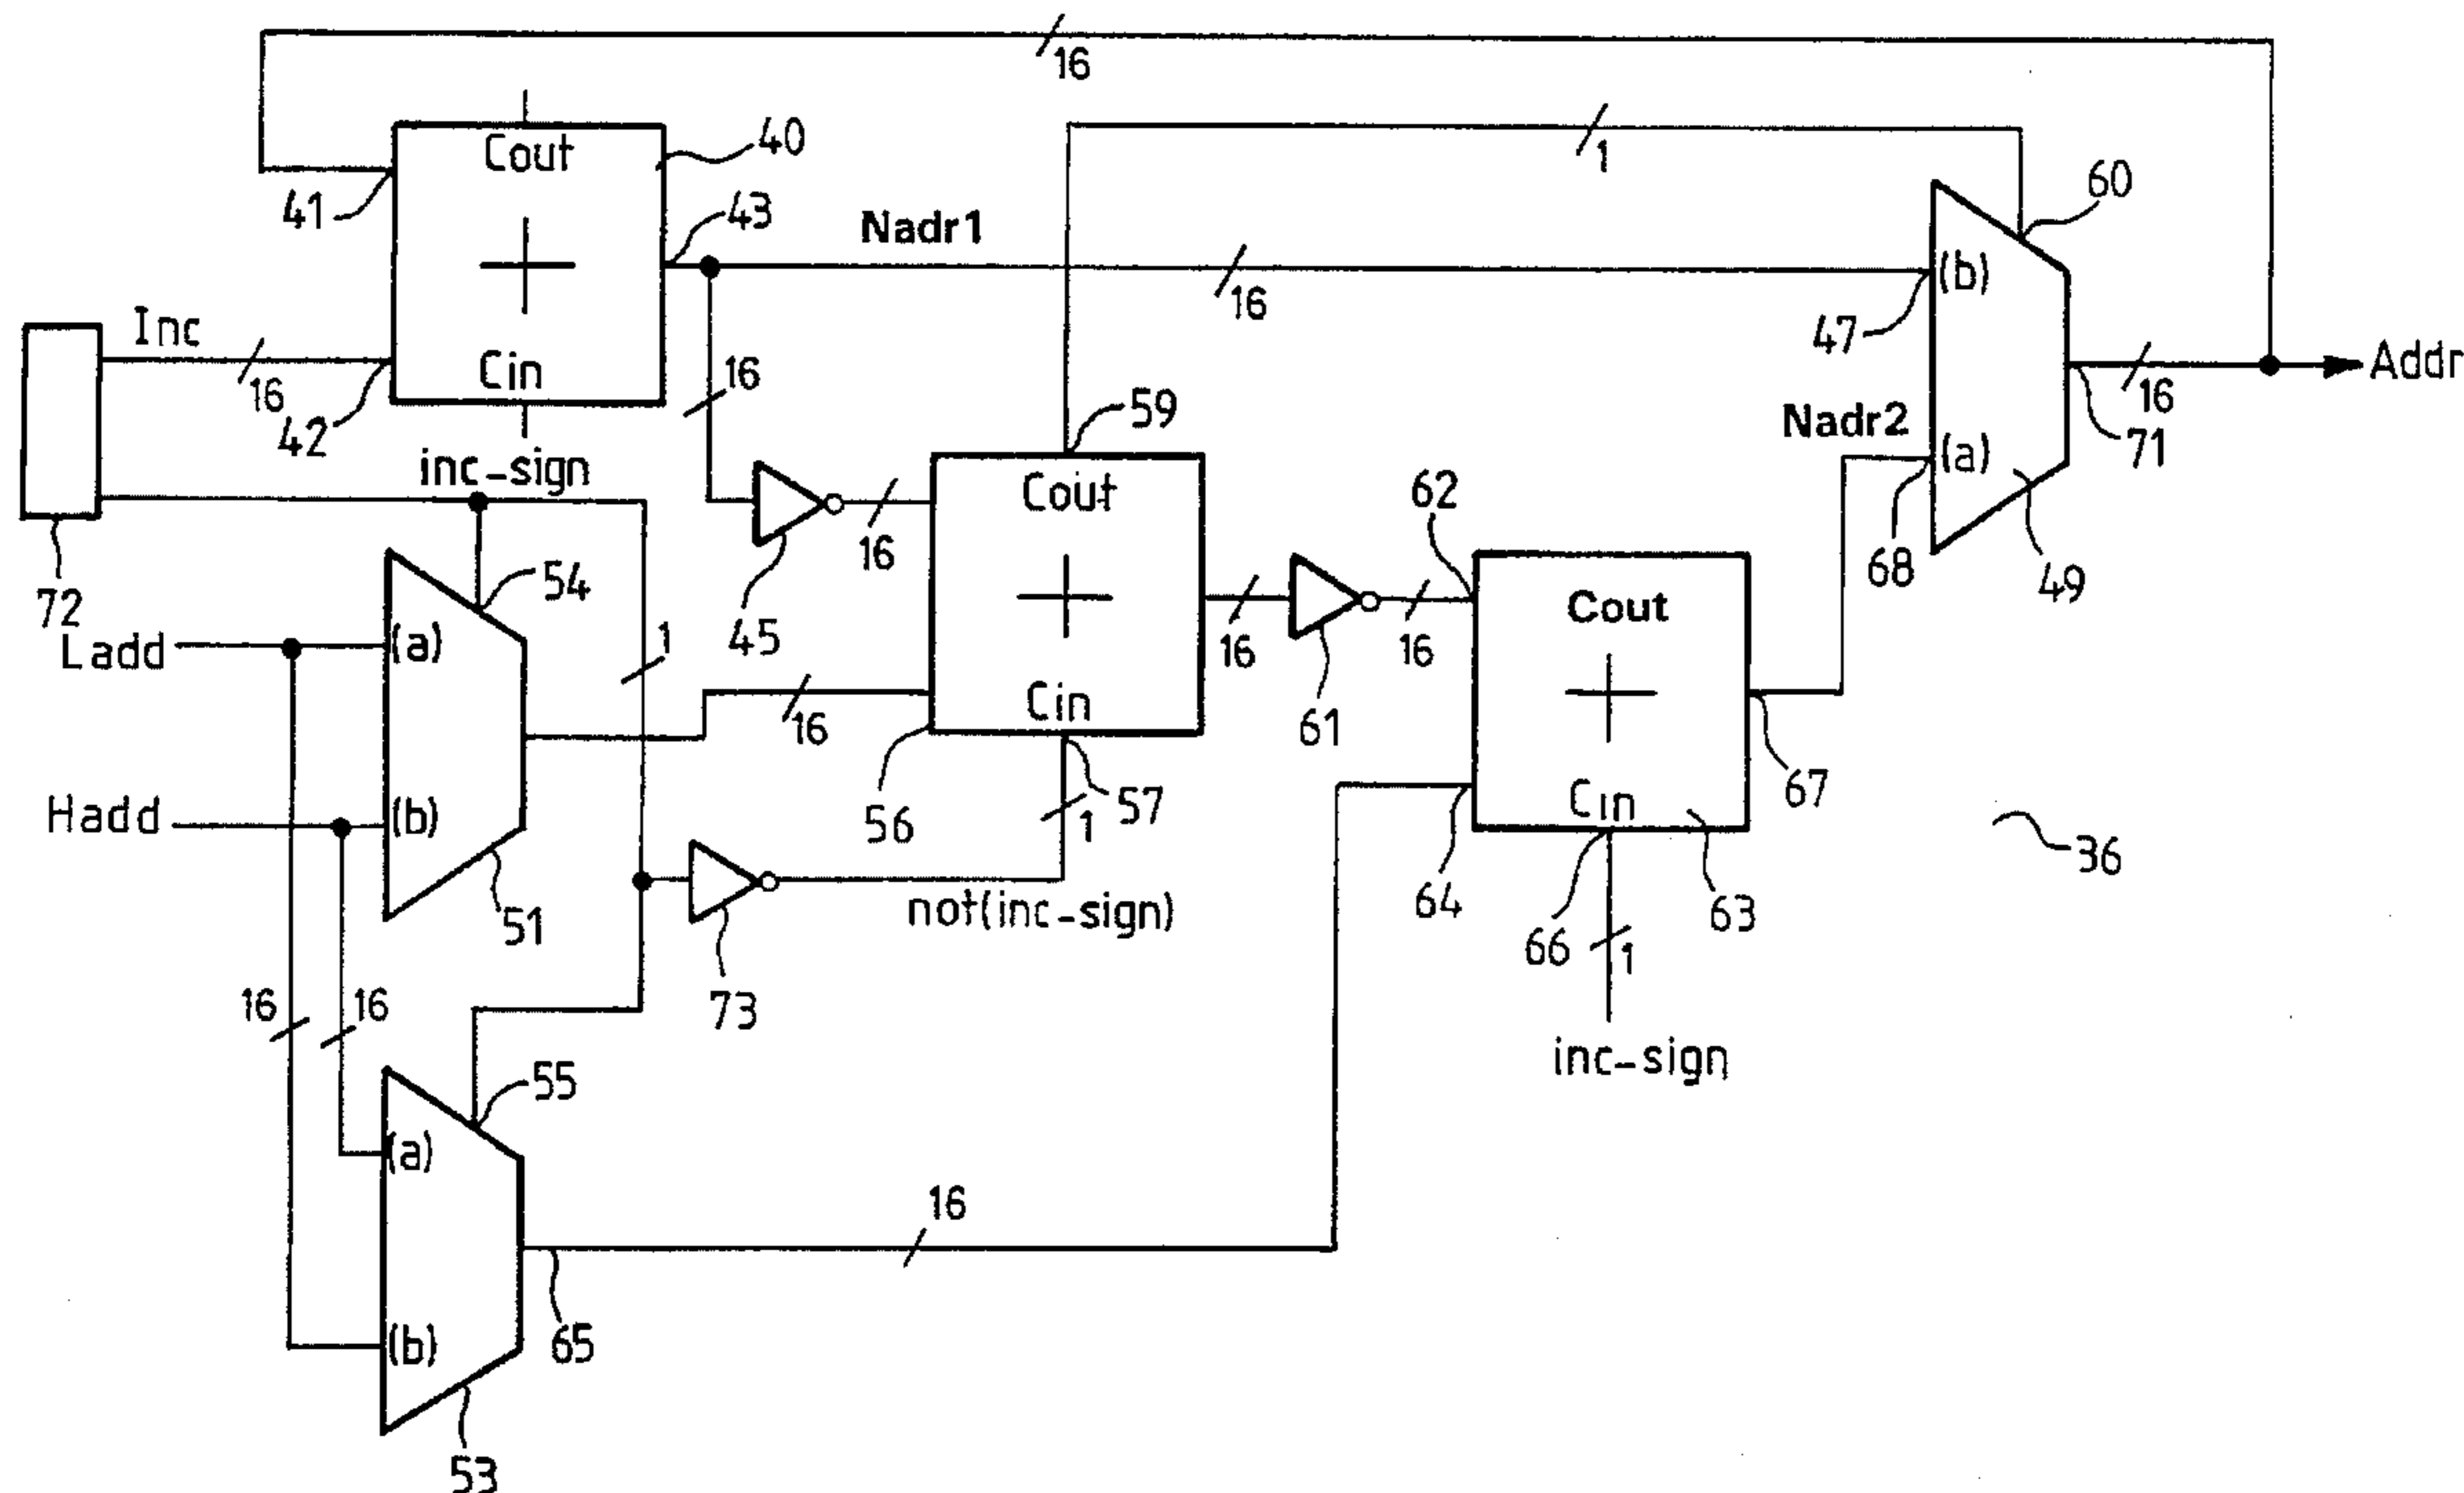 16
Cout
40
1
60
41
43
Nadr1
(b)
Inc
16
47
Cin
16
16
Addr
42
59
Nadr2
16
71
inc-sign
Cout
62
(a)
54
16
68
49
72
Ladd
(a)
1
45
16
16
Cout
Cin
16
61
Hadd
(b)
56
57
1
Cin
67
36
51
not(inc-sign)
64
63
66
1
16
16
73
inc-sign
55
(a)
16
(b)
65
53